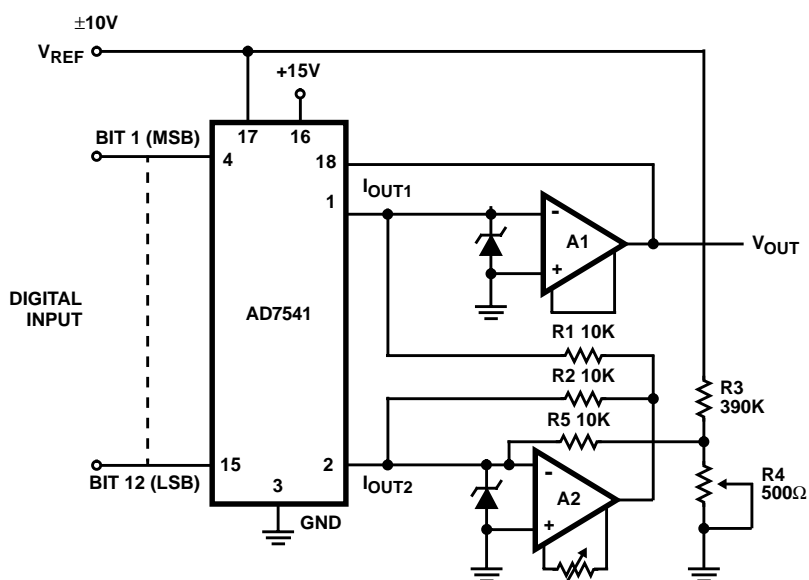 ±10V
VREF
+15V
BIT 1 (MSB)
17
16
4
18
IOUT1
1
-
A1
+
VOUT
DIGITAL
INPUT
AD7541
R1 10K
R2 10K
R3
390K
R5 10K
15
2
BIT 12 (LSB)
IOUT2
-
A2
+
R4
500Ω
3
GND